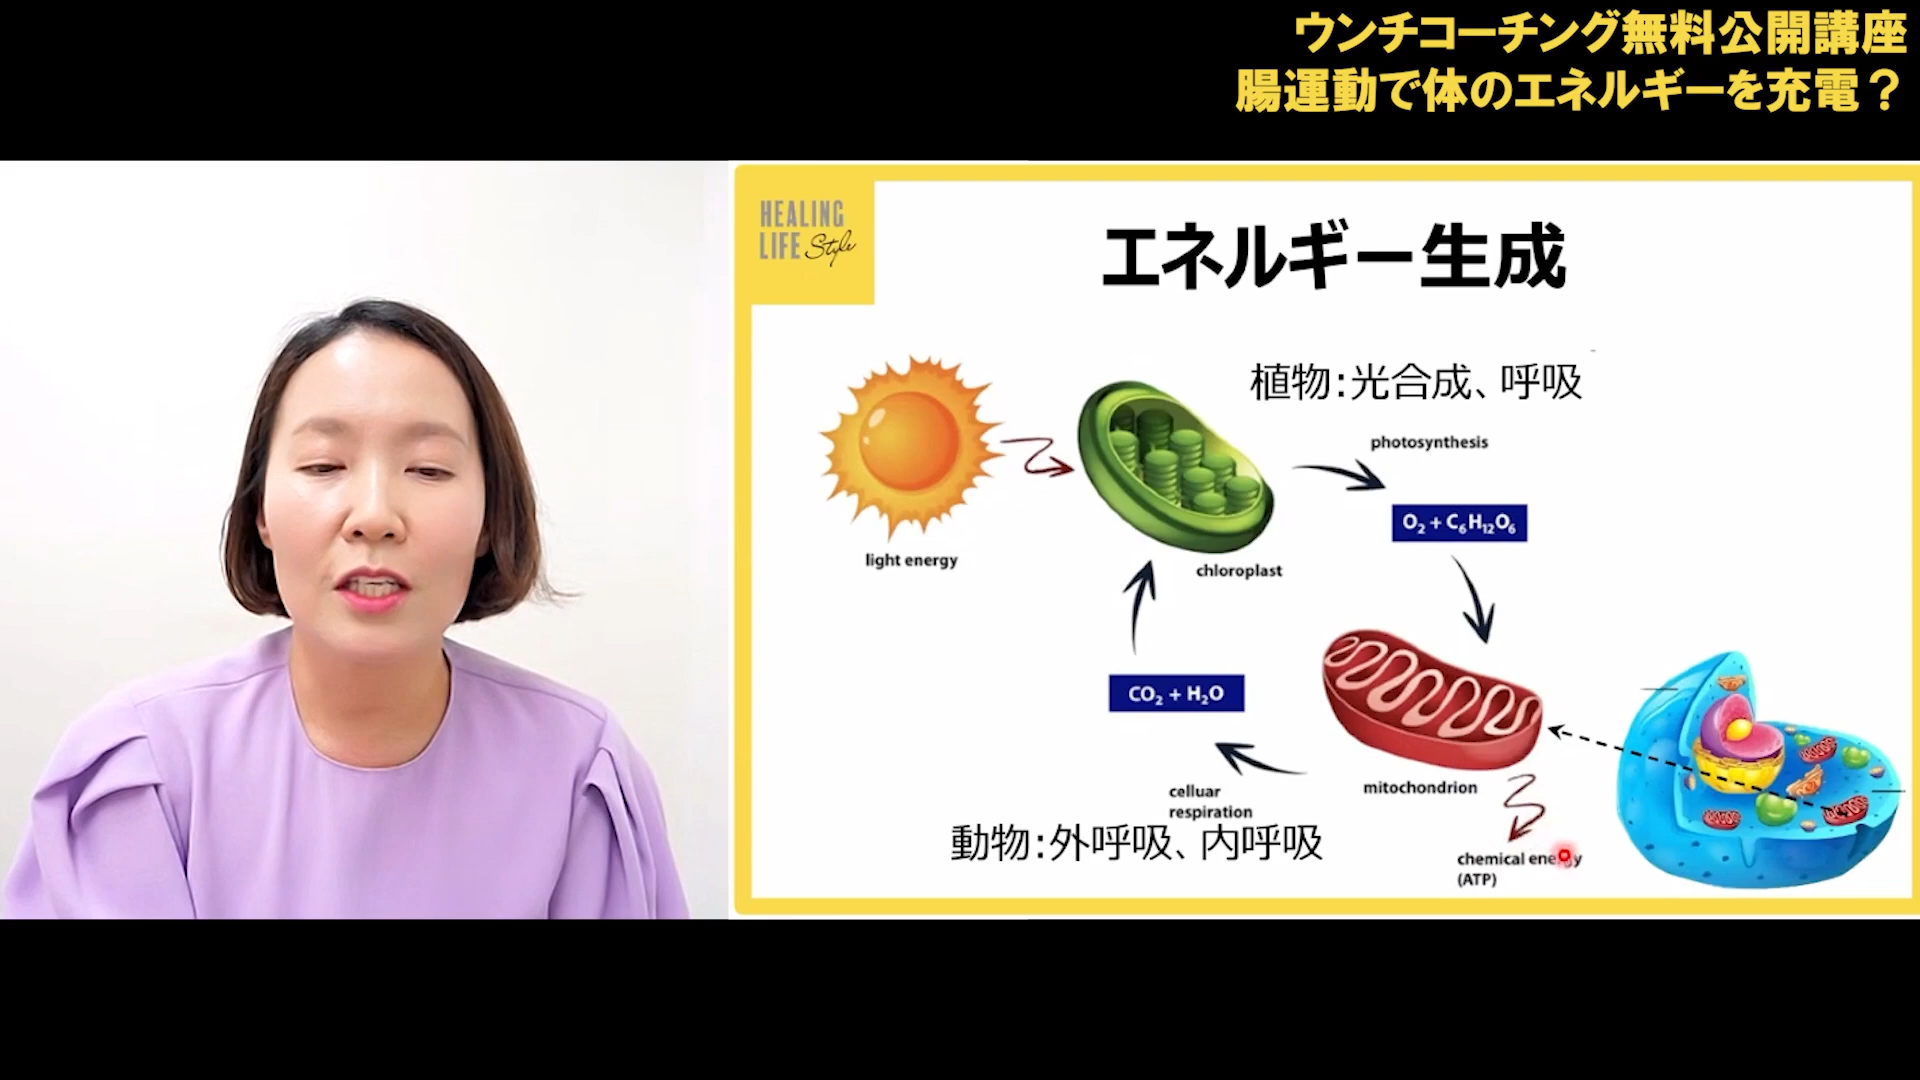 ウンチコーチング無料公開講座
腸運動で体のエネルギーを充電？
HEALING
LIFE Style
エネルギー生成
植物：光合成、呼吸
photosynthesis
O₂ + C₆H₁₂O₆
light energy
chloroplast
CO₂ + H₂O
mitochondrion
celluar
respiration
動物：外呼吸、内呼吸
chemical energy
(ATP)